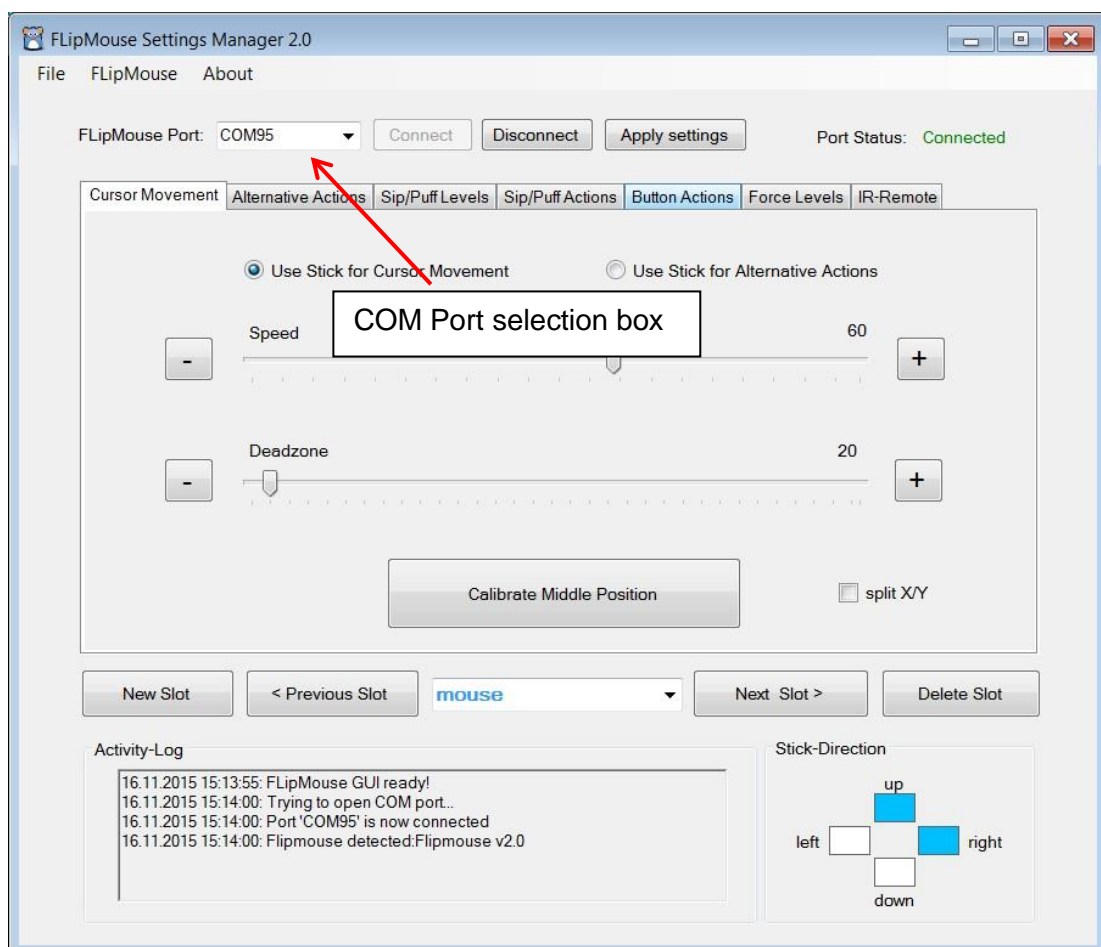 FLipMouse Settings Manager 2.0
File FLipMouse About
FLipMouse Port: COM95 Connect Disconnect Apply settings Port Status: Connected
Cursor Movement Alternative Actions Sip/Puff Levels Sip/Puff Actions Button Actions Force Levels IR-Remote
Use Stick for Cursor Movement Use Stick for Alternative Actions
COM Port selection box
Speed 60
- +
Deadzone 20
- +
Calibrate Middle Position split X/Y
New Slot < Previous Slot mouse Next Slot > Delete Slot
Activity-Log
16.11.2015 15:13:55: FLipMouse GUI ready!
16.11.2015 15:14:00: Trying to open COM port...
16.11.2015 15:14:00: Port 'COM95' is now connected
16.11.2015 15:14:00: Flipmouse detected:Flipmouse v2.0
Stick-Direction
up
left right
down